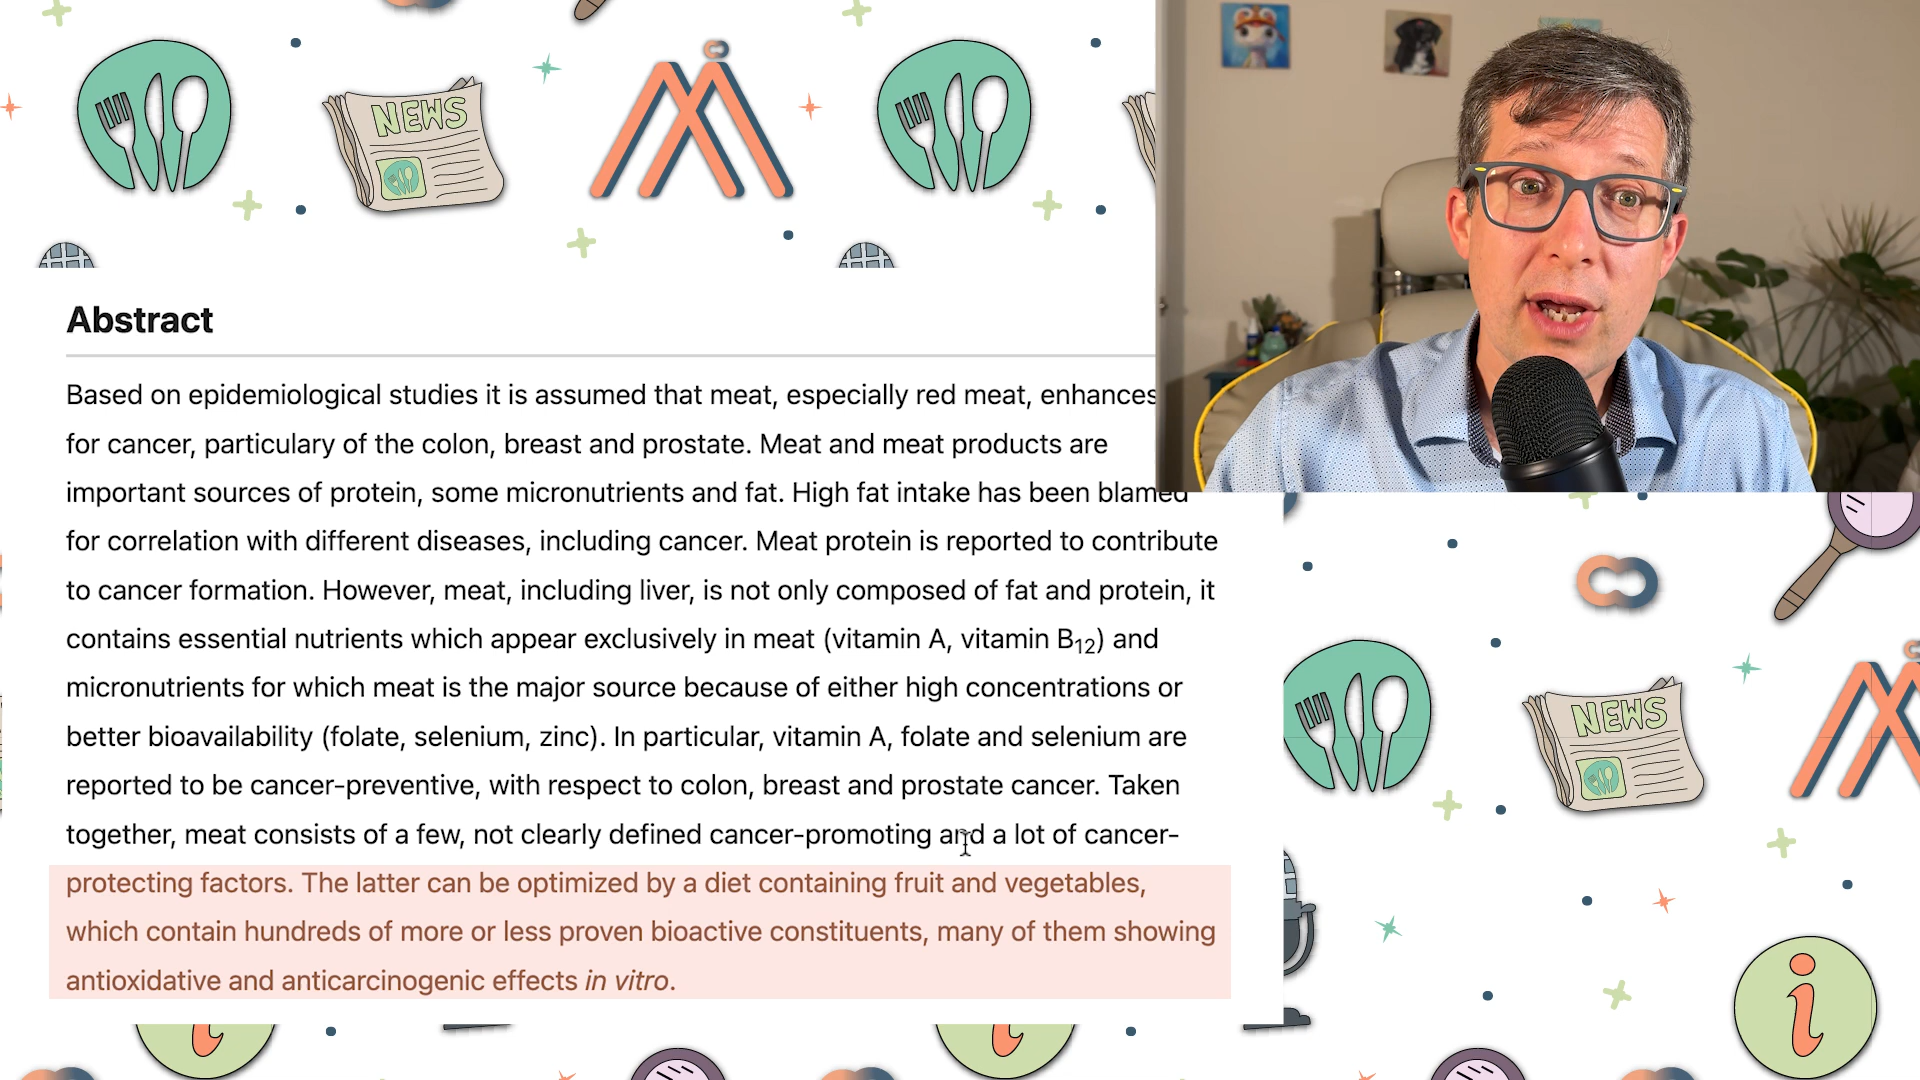 NEWS
Abstract
Based on epidemiological studies it is assumed that meat, especially red meat, enhances
for cancer, particulary of the colon, breast and prostate. Meat and meat products are
important sources of protein, some micronutrients and fat. High fat intake has been blamed
for correlation with different diseases, including cancer. Meat protein is reported to contribute
to cancer formation. However, meat, including liver, is not only composed of fat and protein, it
contains essential nutrients which appear exclusively in meat (vitamin A, vitamin B12) and
micronutrients for which meat is the major source because of either high concentrations or
better bioavailability (folate, selenium, zinc). In particular, vitamin A, folate and selenium are
reported to be cancer-preventive, with respect to colon, breast and prostate cancer. Taken
together, meat consists of a few, not clearly defined cancer-promoting and a lot of cancer-
protecting factors. The latter can be optimized by a diet containing fruit and vegetables,
which contain hundreds of more or less proven bioactive constituents, many of them showing
antioxidative and anticarcinogenic effects in vitro.
NEWS
i